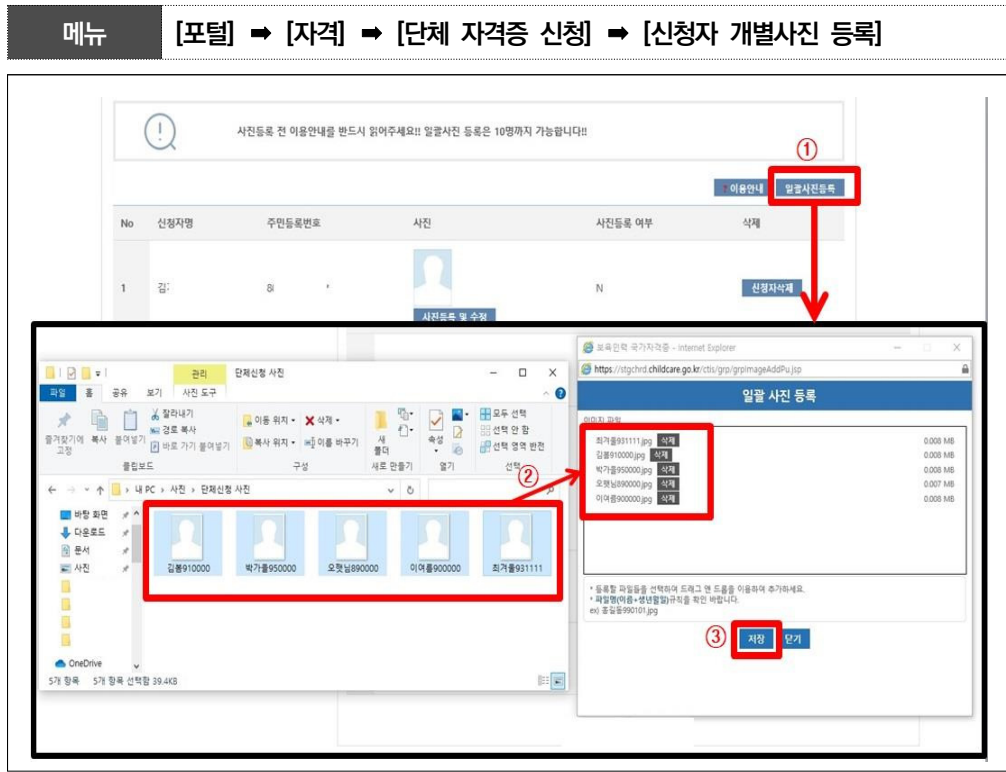 메뉴 [포털] ➡ [자격] ➡ [단체 자격증 신청] ➡ [신청자 개별사진 등록]
사진등록 전 이용안내를 반드시 읽어주세요!! 일괄사진 등록은 10명까지 가능합니다!!
①
이용안내 일괄사진등록
No 신청자명 주민등록번호 사진 사진등록 여부 삭제
1 김 N 신청자삭제
사진등록 및 수정
관리 단체신청 사진
파일 홈 공유 보기 사진 도구
즐겨찾기에 고정
복사
붙여넣기
잘라내기
경로 복사
바로 가기 붙여넣기
클립보드
이동 위치
복사 위치
삭제
이름 바꾸기
구성
새 폴더
새로 만들기
속성
열기
모두 선택
선택 안 함
선택 영역 반전
선택
②
내 PC › 사진 › 단체신청 사진
바탕 화면
다운로드
문서
사진
OneDrive
김봄910000 박가을950000 오햇님890000 이여름900000 최겨울931111
5개 항목 5개 항목 선택함 39.4KB
보육인력 국가자격증 - Internet Explorer
https://stgchrd.childcare.go.kr/ctis/grp/grpImageAddPu.jsp
일괄 사진 등록
이미지 파일
최겨울931111.jpg 삭제 0.008 MB
김봄910000.jpg 삭제 0.008 MB
박가을950000.jpg 삭제 0.008 MB
오햇님890000.jpg 삭제 0.007 MB
이여름900000.jpg 삭제 0.008 MB
* 등록할 파일들을 선택하여 드래그 앤 드롭을 이용하여 추가하세요.
* 파일명(이름+생년월일)규칙을 확인 바랍니다.
ex) 홍길동990101.jpg
③ 저장 닫기